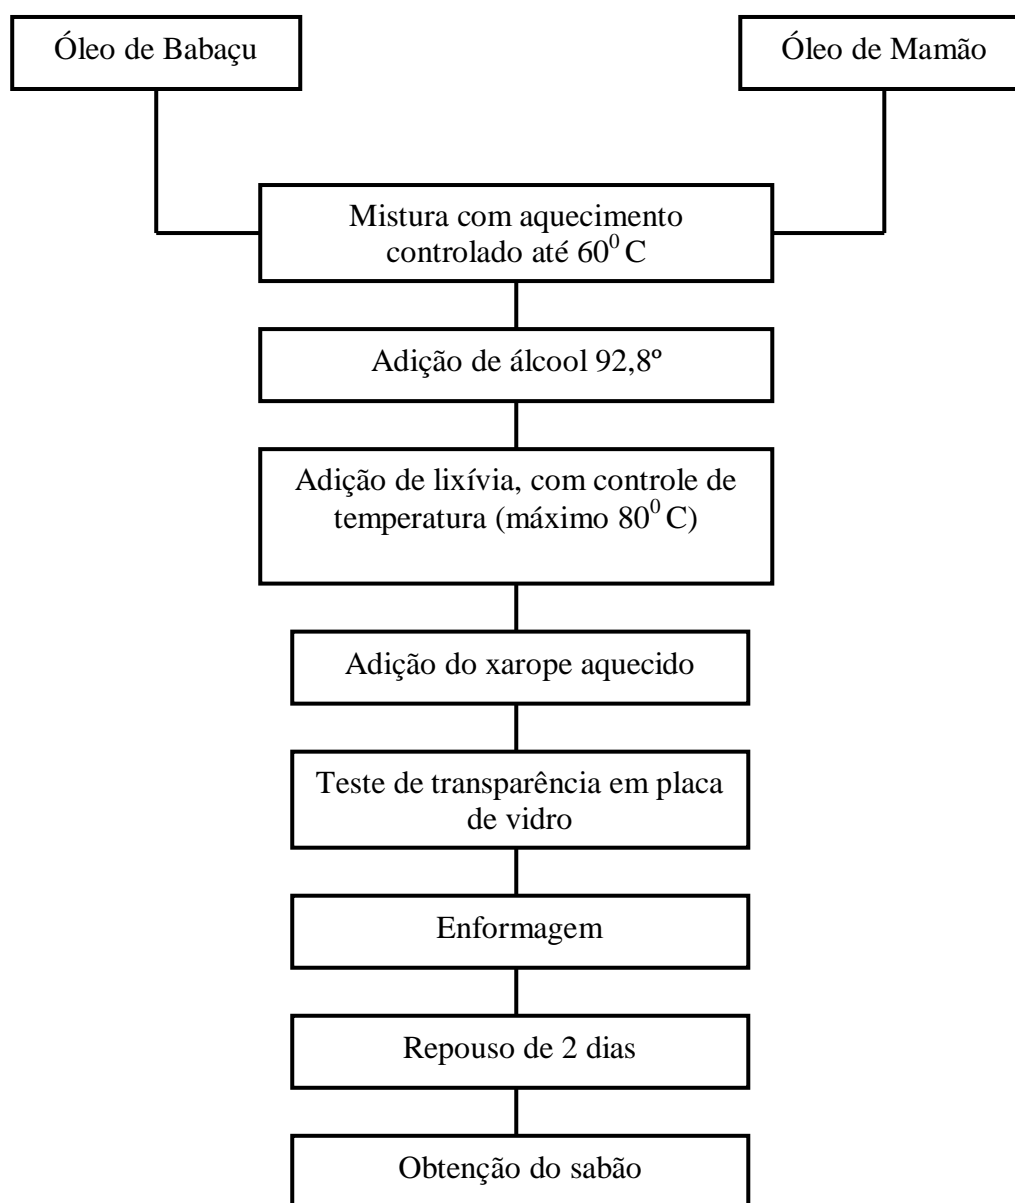 Óleo de Babaçu
Óleo de Mamão
Mistura com aquecimento
controlado até 60⁰ C
Adição de álcool 92,8º
Adição de lixívia, com controle de
temperatura (máximo 80⁰ C)
Adição do xarope aquecido
Teste de transparência em placa
de vidro
Enformagem
Repouso de 2 dias
Obtenção do sabão